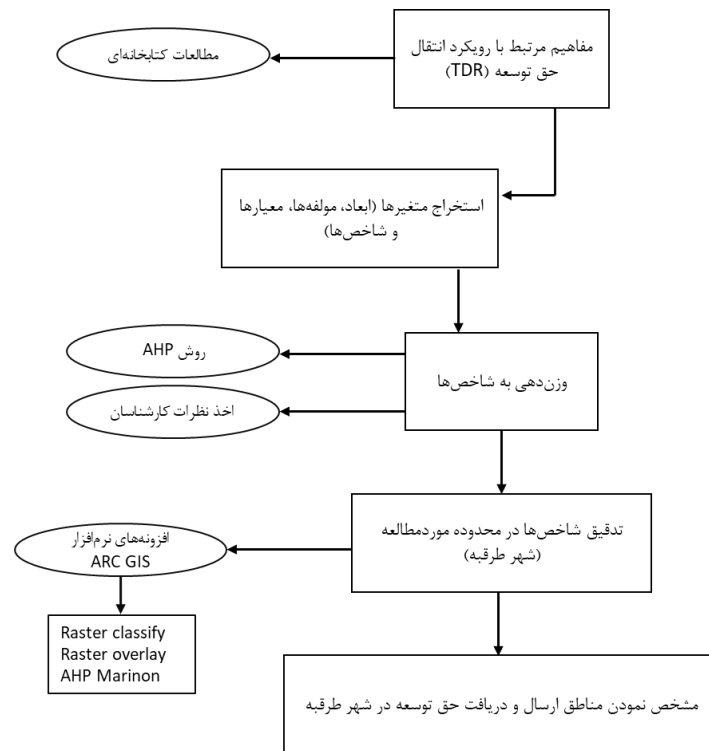 مفاهیم مرتبط با رویکرد انتقال
حق توسعه (TDR)
مطالعات کتابخانه‌ای
استخراج متغیرها (ابعاد، مولفه‌ها، معیارها
و شاخص‌ها)
وزن‌دهی به شاخص‌ها
روش AHP
اخذ نظرات کارشناسان
تدقیق شاخص‌ها در محدوده موردمطالعه
(شهر طرقبه)
افزونه‌های نرم‌افزار
ARC GIS
Raster classify
Raster overlay
AHP Marinon
مشخص نمودن مناطق ارسال و دریافت حق توسعه در شهر طرقبه